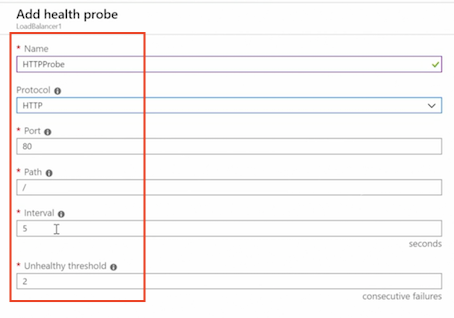 Add health probe
LoadBalancer1
* Name
HTTPProbe
Protocol
HTTP
* Port
80
* Path
/
* Interval
5
seconds
* Unhealthy threshold
2
consecutive failures